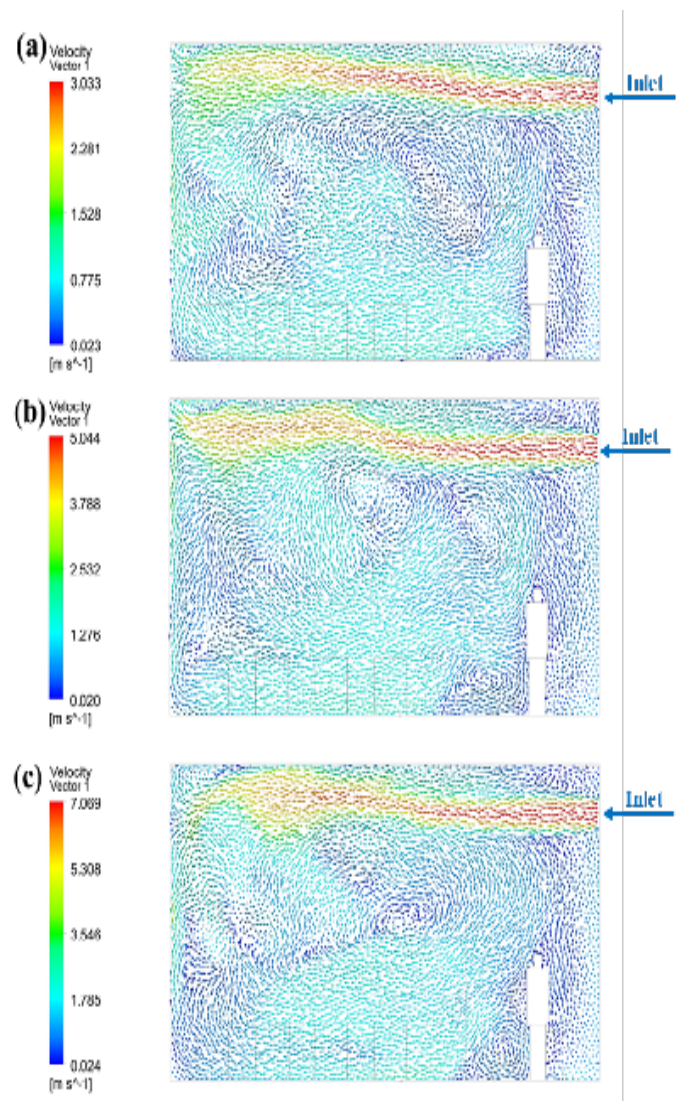 (a)
Velocity
Vector 1
3.033
2.281
1.528
0.775
0.023
[m s^-1]
Inlet
(b)
Velocity
Vector 1
5.044
3.788
2.532
1.276
0.020
[m s^-1]
Inlet
(c)
Velocity
Vector 1
7.069
5.308
3.546
1.785
0.024
[m s^-1]
Inlet